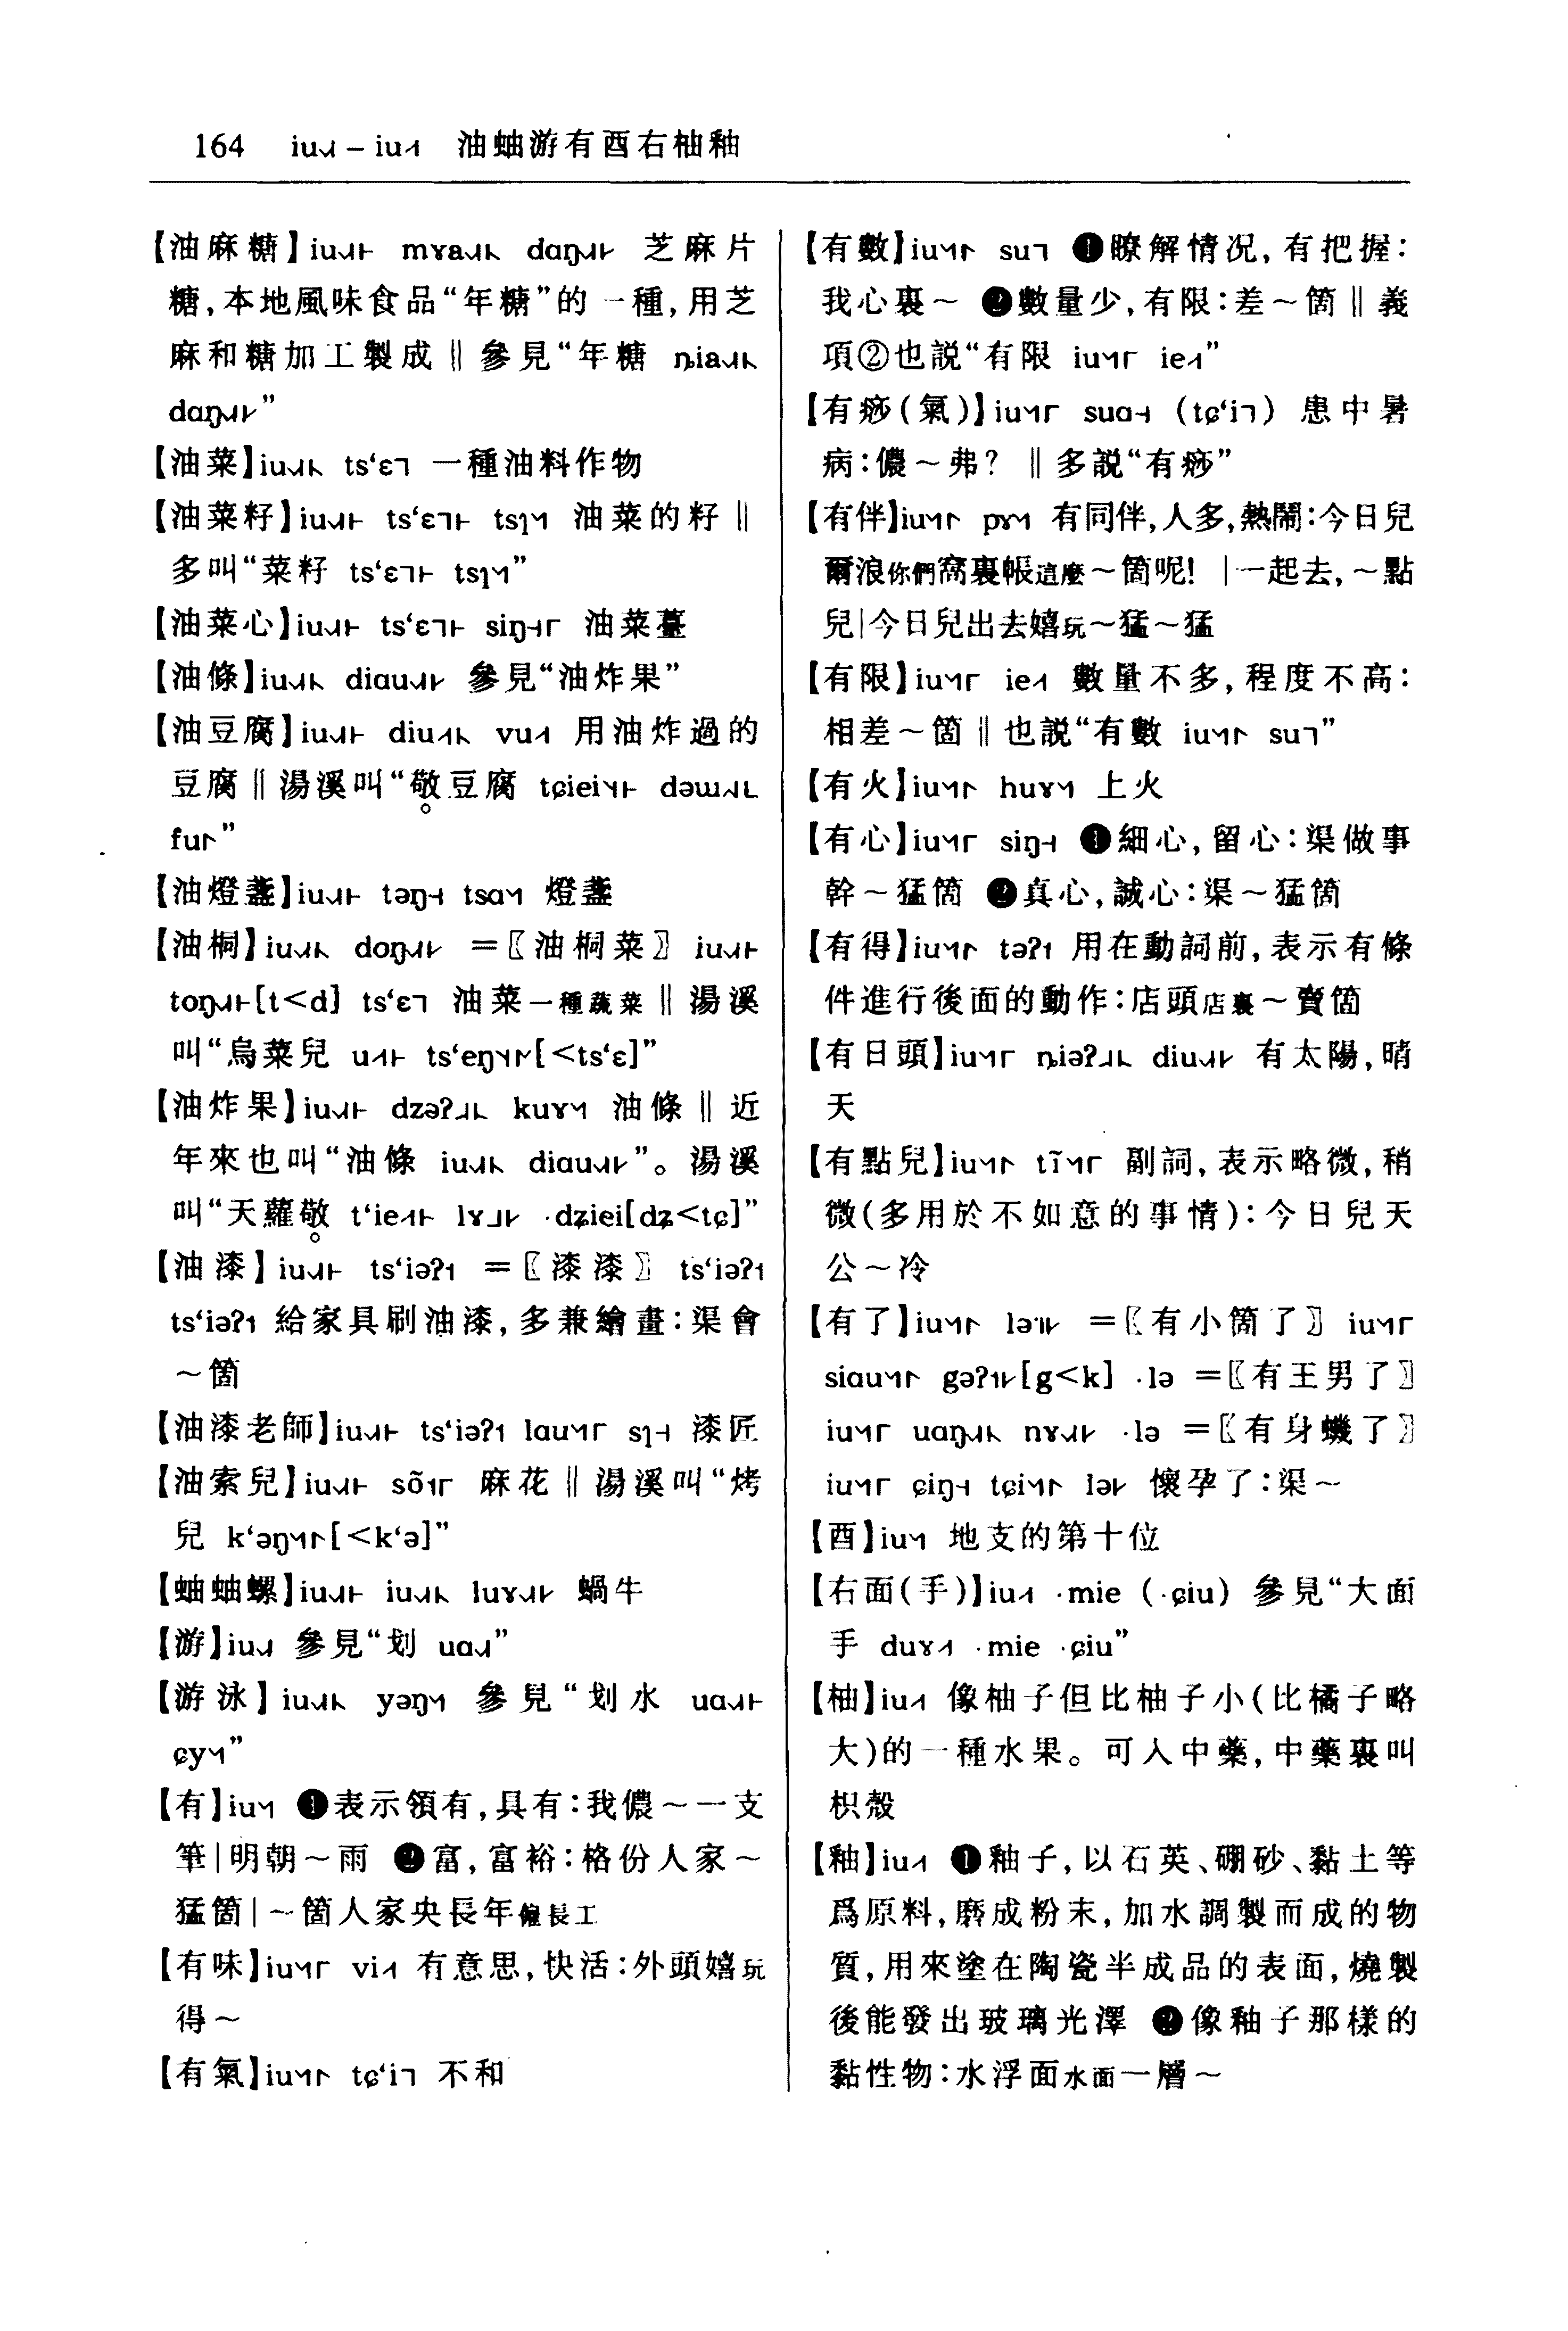 164 iu˧˩˧ – iu˩˦ 油蚰游有酉右柚釉
【油麻糖】iu˧˩˧꜔꜔ mɤa˧˩˧꜔꜖ dɑŋ˧˩˧꜖꜓ 芝麻片
糖,本地風味食品“年糖”的一種,用芝
麻和糖加工製成‖參見“年糖 ȵia˧˩˧꜔꜖
dɑŋ˧˩˧꜖꜓”
【油菜】iu˧˩˧꜔꜖ tsʻɛ˥ 一種油料作物
【油菜籽】iu˧˩˧꜔꜔ tsʻɛ˥꜔꜔ tsɿ˥˧˥ 油菜的籽‖
多叫“菜籽 tsʻɛ˥꜔꜔ tsɿ˥˧˥”
【油菜心】iu˧˩˧꜔꜔ tsʻɛ˥꜔꜔ siŋ˧˧˦꜒꜒ 油菜薹
【油條】iu˧˩˧꜔꜖ diɑu˧˩˧꜖꜓ 參見“油炸果”
【油豆腐】iu˧˩˧꜔꜔ diu˩˦꜔꜖ vu˩˦ 用油炸過的
豆腐‖湯溪叫“敬豆腐 tɕiei˥˨꜔꜔ dəɯ˩˩˧꜖꜖
fu꜒꜔”
【油燈盞】iu˧˩˧꜔꜔ təŋ˧˧˦ tsɑ˥˧˥ 燈盞
【油桐】iu˧˩˧꜔꜖ doŋ˧˩˧꜖꜓ =〖油桐菜〗iu˧˩˧꜔꜔
toŋ˧˩˧꜔꜔[t<d] tsʻɛ˥ 油菜一種蔬菜‖湯溪
叫“烏菜兒 u˨˦꜔꜔ tsʻeŋ˥˨꜔꜓[<tsʻɛ]”
【油炸果】iu˧˩˧꜔꜔ dzəʔ˨˩˨꜖꜖ kuɤ˥˧˥ 油條‖近
年來也叫“油條 iu˧˩˧꜔꜖ diɑu˧˩˧꜖꜓”。湯溪
叫“天蘿敬 tʻie˨˦꜔꜔ lɤ˩꜖꜓ ·dʑiei[dʑ<tɕ]”
【油漆】iu˧˩˧꜔꜔ tsʻiəʔ˦ =〖漆漆〗tsʻiəʔ˦
tsʻiəʔ˦ 給家具刷油漆,多兼繪畫:渠會
～箇
【油漆老師】iu˧˩˧꜔꜔ tsʻiəʔ˦ lau˥˧˥꜒꜒ sɿ˧˧˦ 漆匠
【油索兒】iu˧˩˧꜔꜔ sõ˦꜒꜒ 麻花‖湯溪叫“烤
兒 kʻəŋ˥˧˥꜒꜔[<kʻə]”
【蚰蚰螺】iu˧˩˧꜔꜔ iu˧˩˧꜔꜖ luɤ˧˩˧꜖꜓ 蝸牛
【游】iu˧˩˧ 參見“划 uɑ˧˩˧”
【游泳】iu˧˩˧꜔꜖ yəŋ˥˧˥ 參見“划水 uɑ˧˩˧꜔꜔
ɕy˥˧˥”
【有】iu˥˧˥ ❶表示領有,具有:我儂～一支
筆|明朝～雨 ❷富,富裕:格份人家～
猛箇|～箇人家央長年僱長工
【有味】iu˥˧˥꜒꜒ vi˩˦ 有意思,快活:外頭嬉玩
得～
【有氣】iu˥˧˥꜒꜔ tɕʻi˥ 不和
【有數】iu˥˧˥꜒꜔ su˥ ❶瞭解情况,有把握:
我心裏～ ❷數量少,有限:差～箇‖義
項②也説“有限 iu˥˧˥꜒꜒ ie˩˦”
【有痧(氣)】iu˥˧˥꜒꜒ suɑ˧˧˦ (tɕʻi˥) 患中暑
病:儂～弗? ‖多説“有痧”
【有伴】iu˥˧˥꜒꜔ pɤ˥˧˥ 有同伴,人多,熱鬧:今日兒
爾浪你們窩裏帳這麽～箇呢! |一起去,～點
兒|今日兒出去嬉玩～猛～猛
【有限】iu˥˧˥꜒꜒ ie˩˦ 數量不多,程度不高:
相差～箇‖也説“有數 iu˥˧˥꜒꜔ su˥”
【有火】iu˥˧˥꜒꜔ huɤ˥˧˥ 上火
【有心】iu˥˧˥꜒꜒ siŋ˧˧˦ ❶細心,留心:渠做事
幹～猛箇 ❷真心,誠心:渠～猛箇
【有得】iu˥˧˥꜒꜔ təʔ˦ 用在動詞前,表示有條
件進行後面的動作:店頭店裏～賣箇
【有日頭】iu˥˧˥꜒꜒ ȵiəʔ˨˩˨꜖꜖ diu˧˩˧꜖꜓ 有太陽,晴
天
【有點兒】iu˥˧˥꜒꜔ tĩ˥˧˥꜒꜒ 副詞,表示略微,稍
微(多用於不如意的事情):今日兒天
公～冷
【有了】iu˥˧˥꜒꜔ lə˦꜖꜓ =〖有小箇了〗iu˥˧˥꜒꜒
siɑu˥˧˥꜒꜔ gəʔ˦꜖꜓[g<k] ·lə =〖有王男了〗
iu˥˧˥꜒꜒ uɑŋ˧˩˧꜔꜖ nɤ˧˩˧꜖꜓ ·lə =〖有身蟣了〗
iu˥˧˥꜒꜒ ɕiŋ˧˧˦ tɕi˥˧˥꜒꜔ lə꜖꜓ 懷孕了:渠～
【酉】iu˥˧˥ 地支的第十位
【右面(手)】iu˩˦ ·mie (·ɕiu) 參見“大面
手 duɤ˩˦ ·mie ·ɕiu”
【柚】iu˩˦ 像柚子但比柚子小(比橘子略
大)的一種水果。可入中藥,中藥裏叫
枳殼
【釉】iu˩˦ ❶釉子,以石英、硼砂、黏土等
爲原料,磨成粉末,加水調製而成的物
質,用來塗在陶瓷半成品的表面,燒製
後能發出玻璃光澤 ❷像釉子那樣的
黏性物:水浮面水面一層～